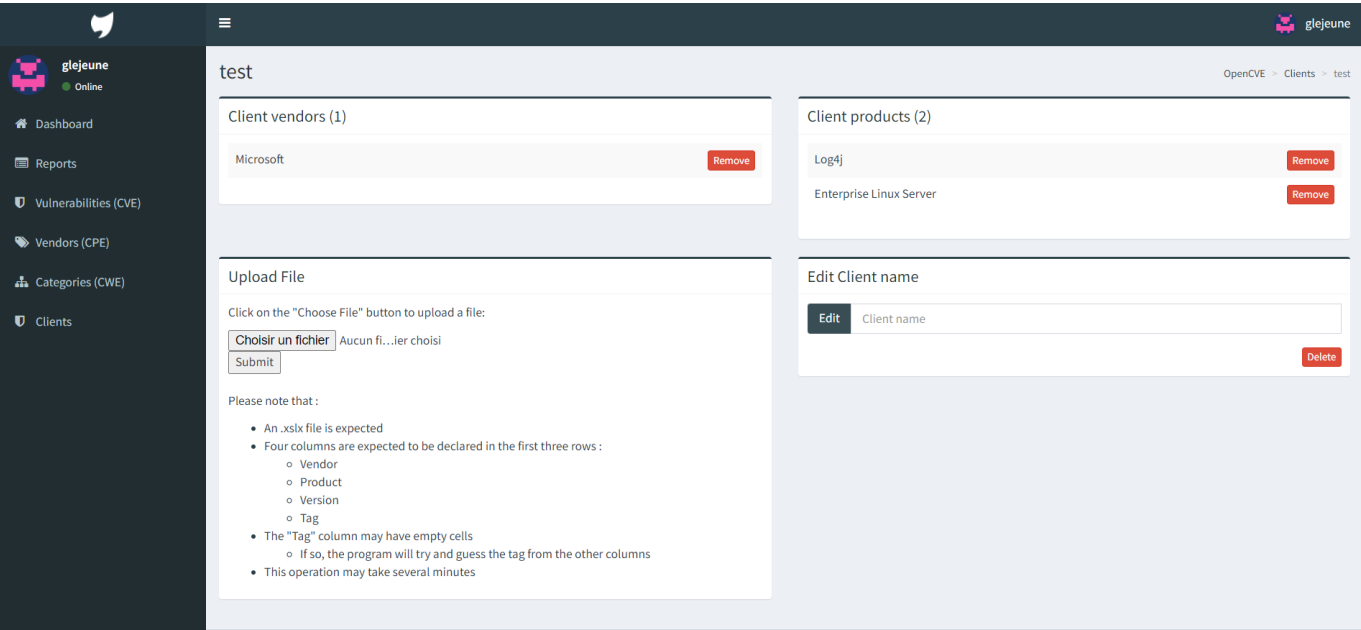 glejeune
glejeune
Online
Dashboard
Reports
Vulnerabilities (CVE)
Vendors (CPE)
Categories (CWE)
Clients
test
OpenCVE > Clients > test
Client vendors (1)
Microsoft
Remove
Client products (2)
Log4j
Remove
Enterprise Linux Server
Remove
Upload File
Click on the "Choose File" button to upload a file:
Choisir un fichier Aucun fi…ier choisi
Submit
Please note that :
An .xslx file is expected
Four columns are expected to be declared in the first three rows :
Vendor
Product
Version
Tag
The "Tag" column may have empty cells
If so, the program will try and guess the tag from the other columns
This operation may take several minutes
Edit Client name
Edit Client name
Delete